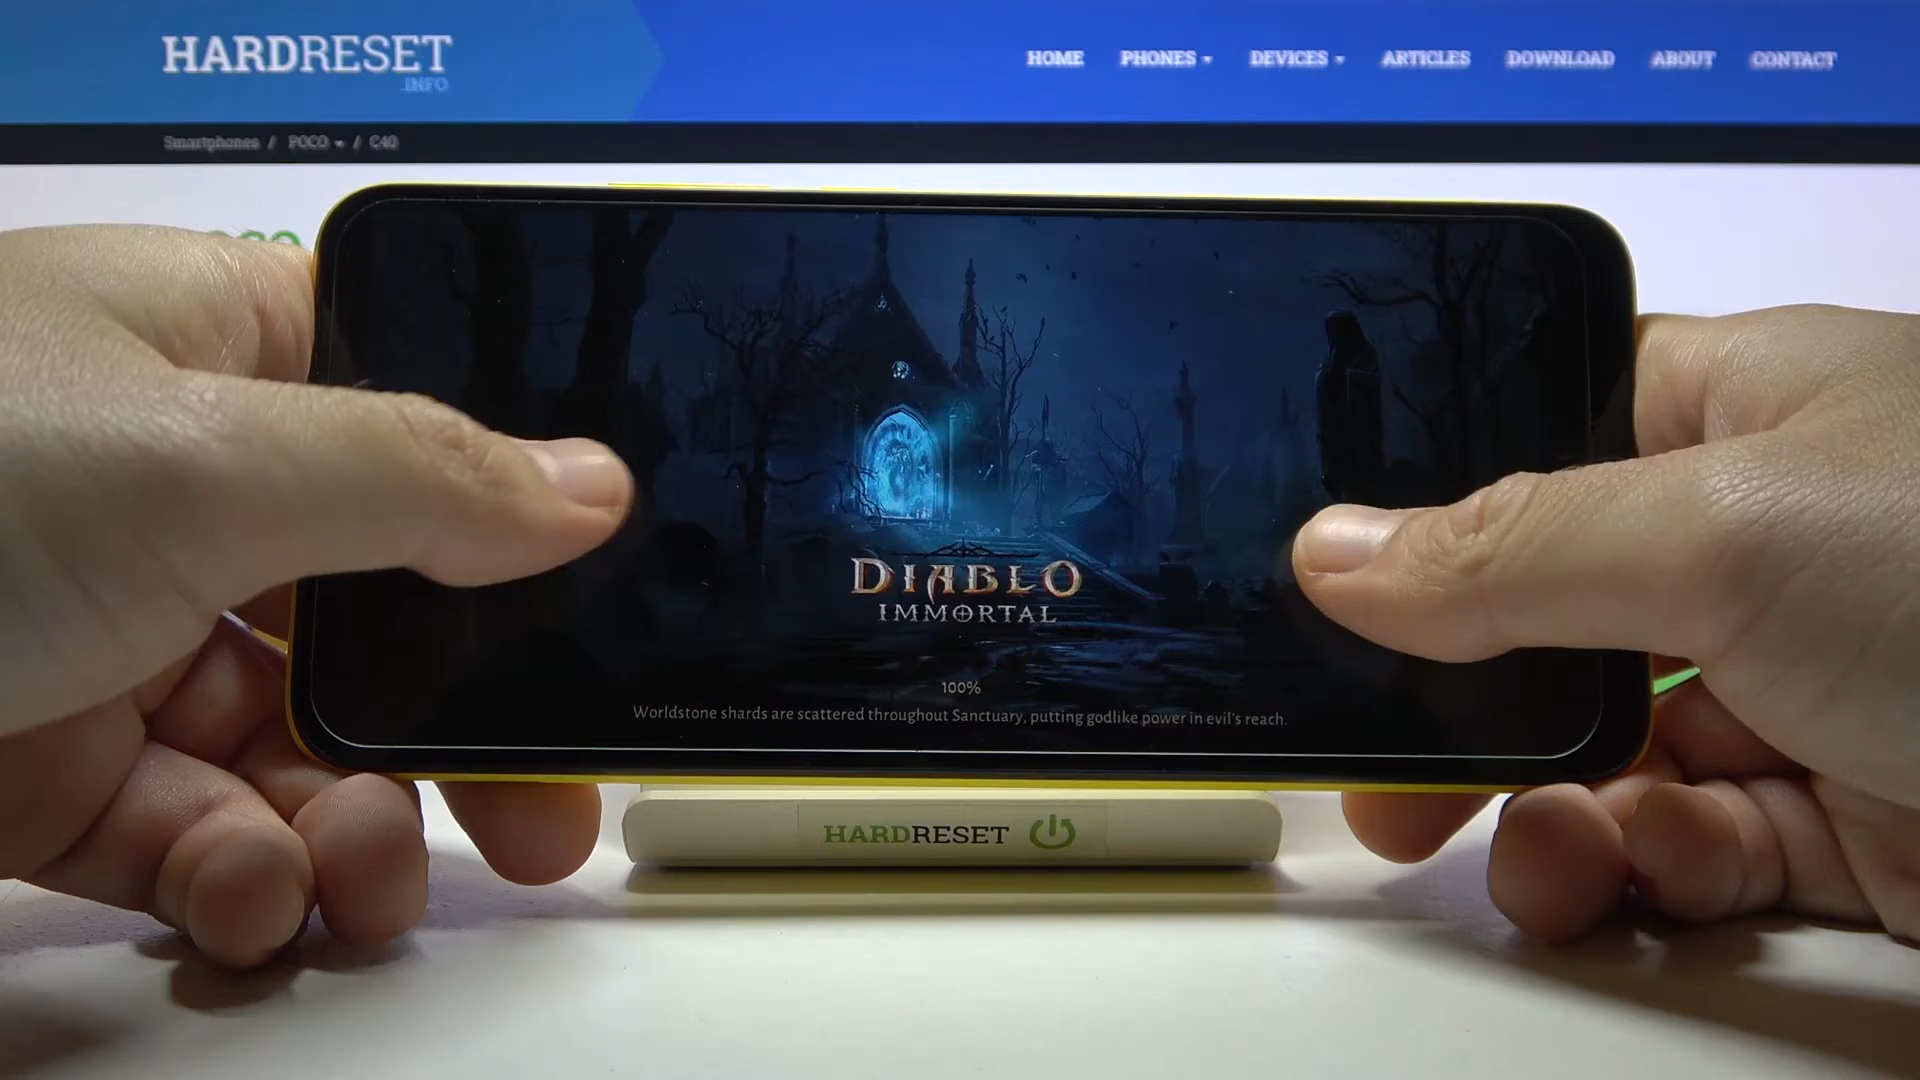 HARDRESET
.INFO
HOME PHONES DEVICES ARTICLES DOWNLOAD ABOUT CONTACT
Smartphones / POCO / C40
DIABLO
IMMORTAL
100%
Worldstone shards are scattered throughout Sanctuary, putting godlike power in evil's reach.
HARDRESET